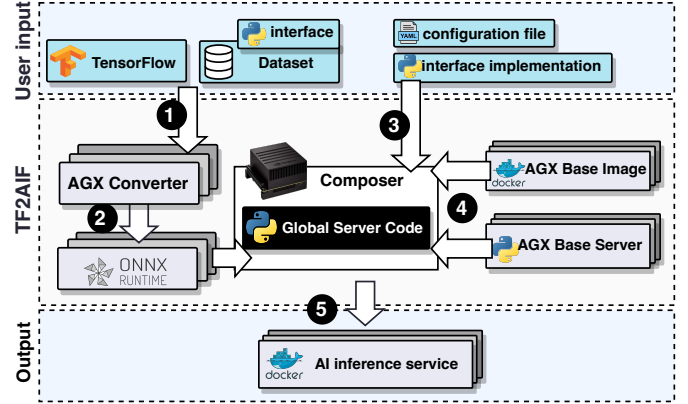 User input
interface
TensorFlow
Dataset
YAML
configuration file
interface implementation
1
3
TF2AIF
AGX Converter
Composer
docker
AGX Base Image
2
4
Global Server Code
AGX Base Server
ONNX
RUNTIME
5
Output
docker
AI inference service